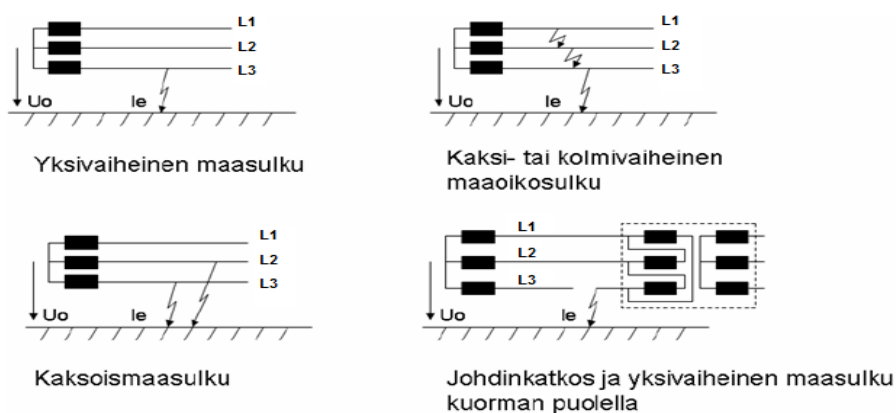 L1
L2
L3
Uo
Ie
Yksivaiheinen maasulku
L1
L2
L3
Uo
Ie
Kaksi- tai kolmivaiheinen
maaoikosulku
L1
L2
L3
Uo
Ie
Kaksoismaasulku
L1
L2
L3
Uo
Ie
Johdinkatkos ja yksivaiheinen maasulku
kuorman puolella